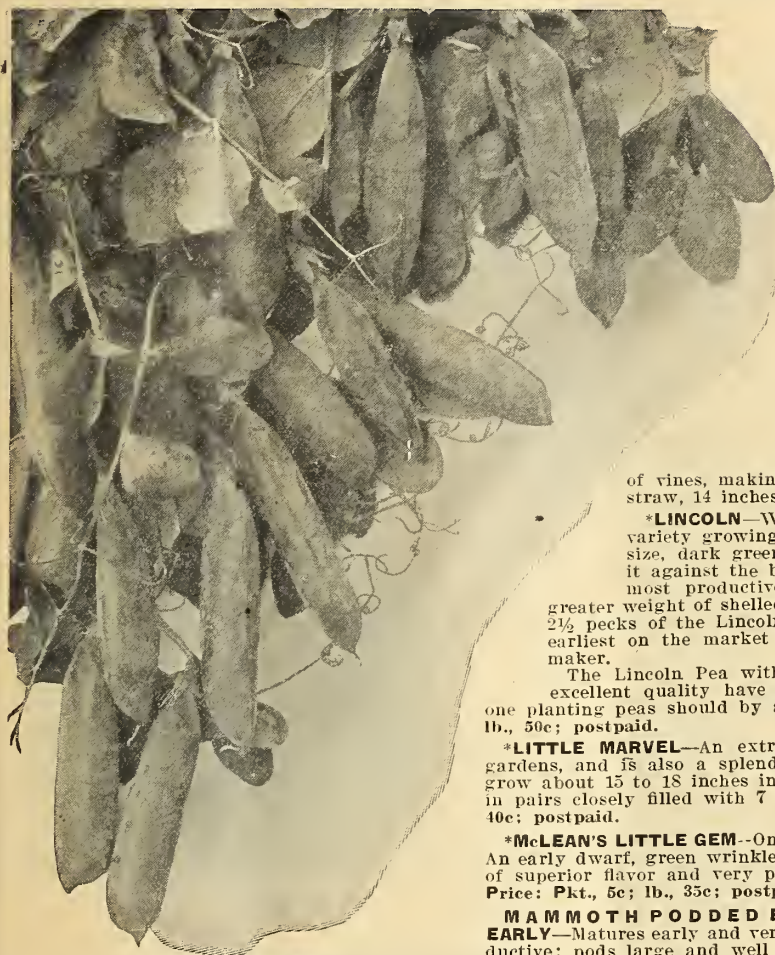 of vines, makin
straw, 14 inches
*LINCOLN—W
variety growing
size, dark green
it against the b
most productiv
greater weight of shelle
2½ pecks of the Lincol
earliest on the market
maker.
The Lincoln Pea with
excellent quality have
one planting peas should by a
lb., 50c; postpaid.
*LITTLE MARVEL—An extr
gardens, and is also a splend
grow about 15 to 18 inches in
in pairs closely filled with 7
40c; postpaid.
*McLEAN'S LITTLE GEM--On
An early dwarf, green wrinkle
of superior flavor and very p
Price: Pkt., 5c; lb., 35c; postp
MAMMOTH PODDED E
EARLY—Matures early and ver
ductive; pods large and well